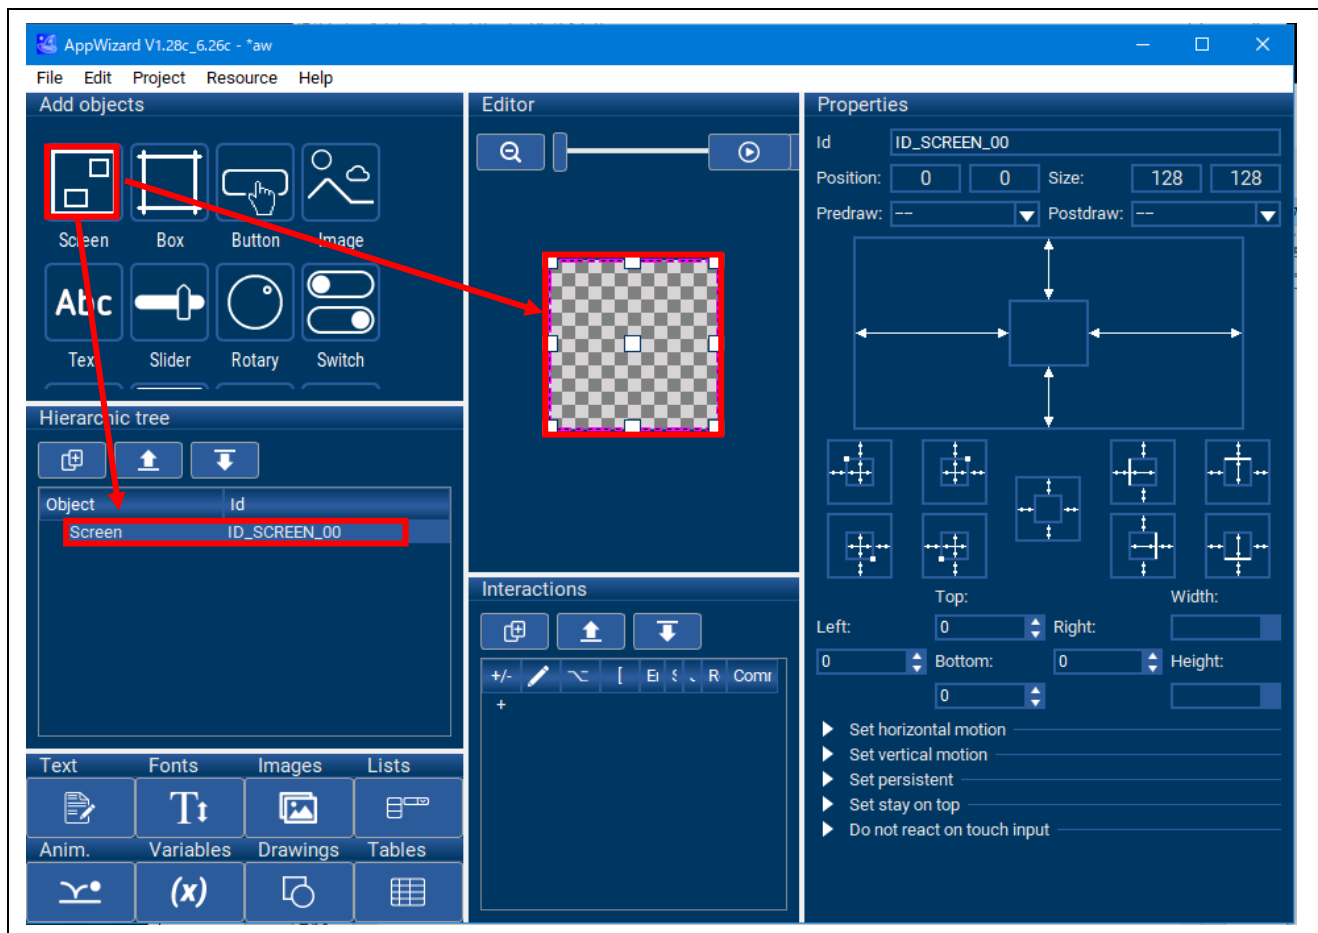 AppWizard V1.28c_6.26c - *aw
File Edit Project Resource Help
Add objects
Screen Box Button Image
Abc
Text Slider Rotary Switch
Hierarchic tree
Object Id
Screen ID_SCREEN_00
Text Fonts Images Lists
Anim. Variables Drawings Tables
(x)
Editor
Interactions
+/- [ R Comr
+
Properties
Id ID_SCREEN_00
Position: 0 0 Size: 128 128
Predraw: -- Postdraw: --
Top: Width:
Left: 0 Right:
0 Bottom: 0 Height:
0
Set horizontal motion
Set vertical motion
Set persistent
Set stay on top
Do not react on touch input